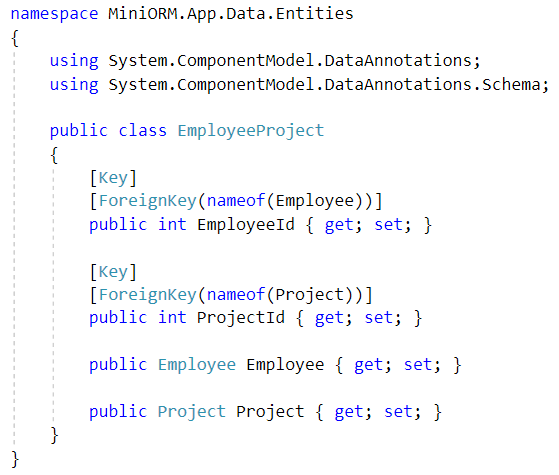 namespace MiniORM.App.Data.Entities
{
    using System.ComponentModel.DataAnnotations;
    using System.ComponentModel.DataAnnotations.Schema;

    public class EmployeeProject
    {
        [Key]
        [ForeignKey(nameof(Employee))]
        public int EmployeeId { get; set; }

        [Key]
        [ForeignKey(nameof(Project))]
        public int ProjectId { get; set; }

        public Employee Employee { get; set; }

        public Project Project { get; set; }
    }
}